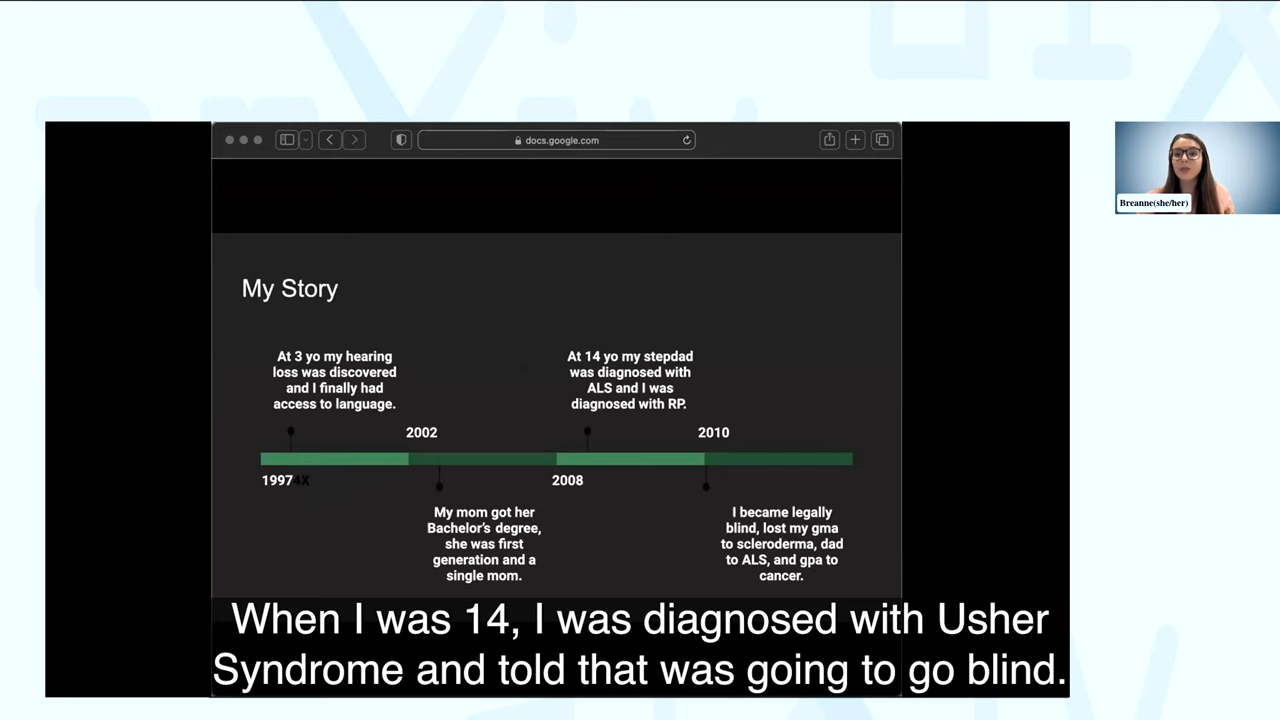 docs.google.com
Breanne(she/her)
My Story
At 3 yo my hearing
loss was discovered
and I finally had
access to language.
At 14 yo my stepdad
was diagnosed with
ALS and I was
diagnosed with RP.
2002
2010
19974X
2008
My mom got her
Bachelor's degree,
she was first
generation and a
single mom.
I became legally
blind, lost my gma
to scleroderma, dad
to ALS, and gpa to
cancer.
When I was 14, I was diagnosed with Usher
Syndrome and told that was going to go blind.